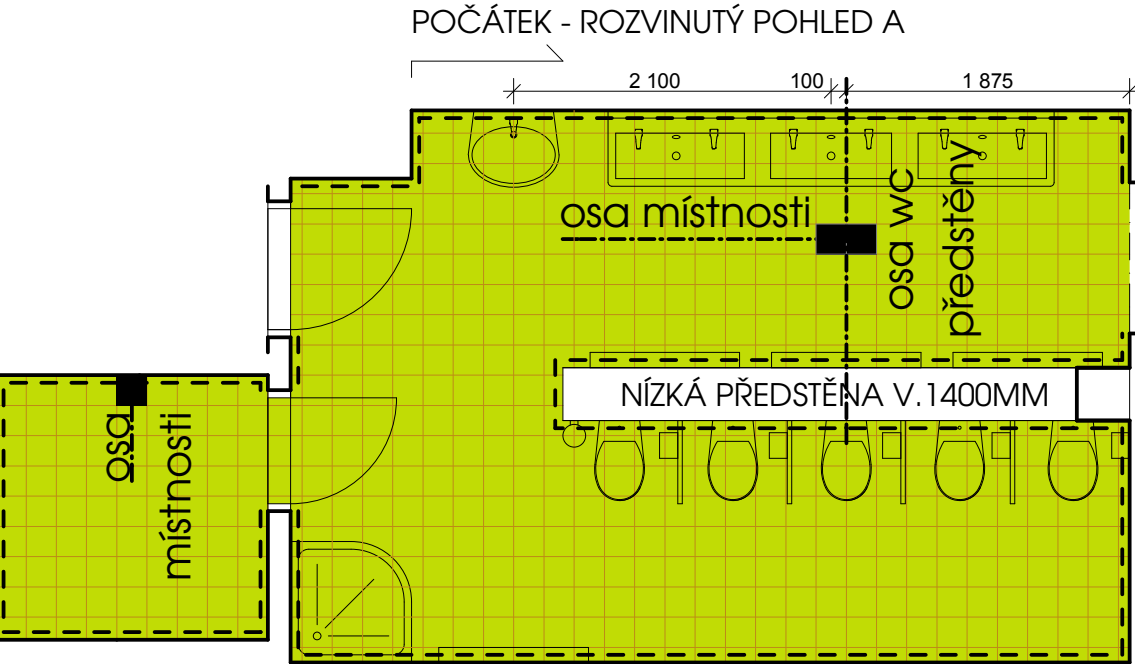 POČÁTEK - ROZVINUTÝ POHLED A
2 100
100
1 875
osa místnosti
osa wc
předstěny
NÍZKÁ PŘEDSTĚNA V.1400MM
osa
místnosti